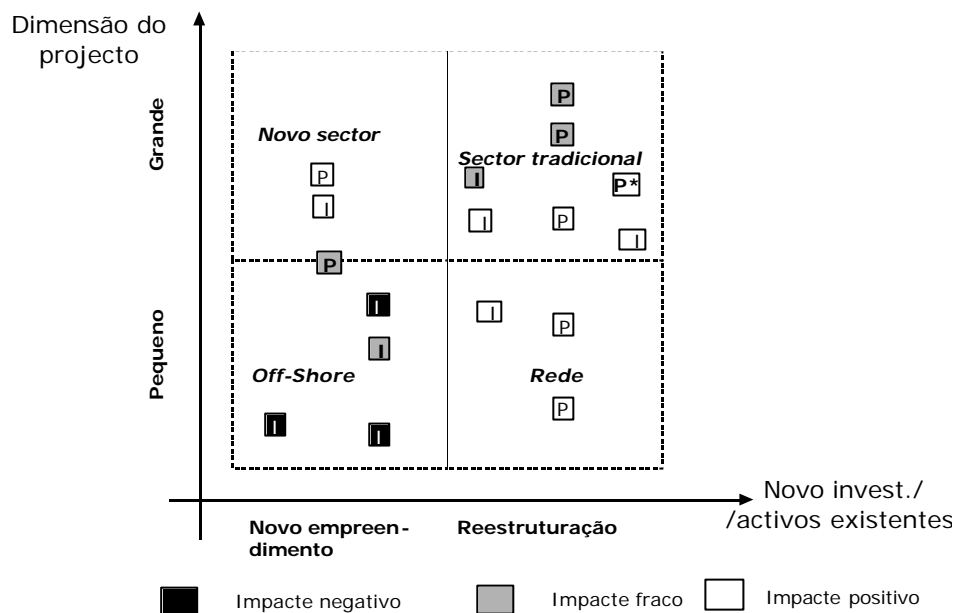 Dimensão do
projecto
Grande
Pequeno
P
P
Novo sector
Sector tradicional
P
I
P*
I
I
P
I
P
I
I
P
I
Off-Shore
Rede
P
I
I
Novo invest./
/activos existentes
Novo empreen-
dimento
Reestruturação
Impacte negativo
Impacte fraco
Impacte positivo